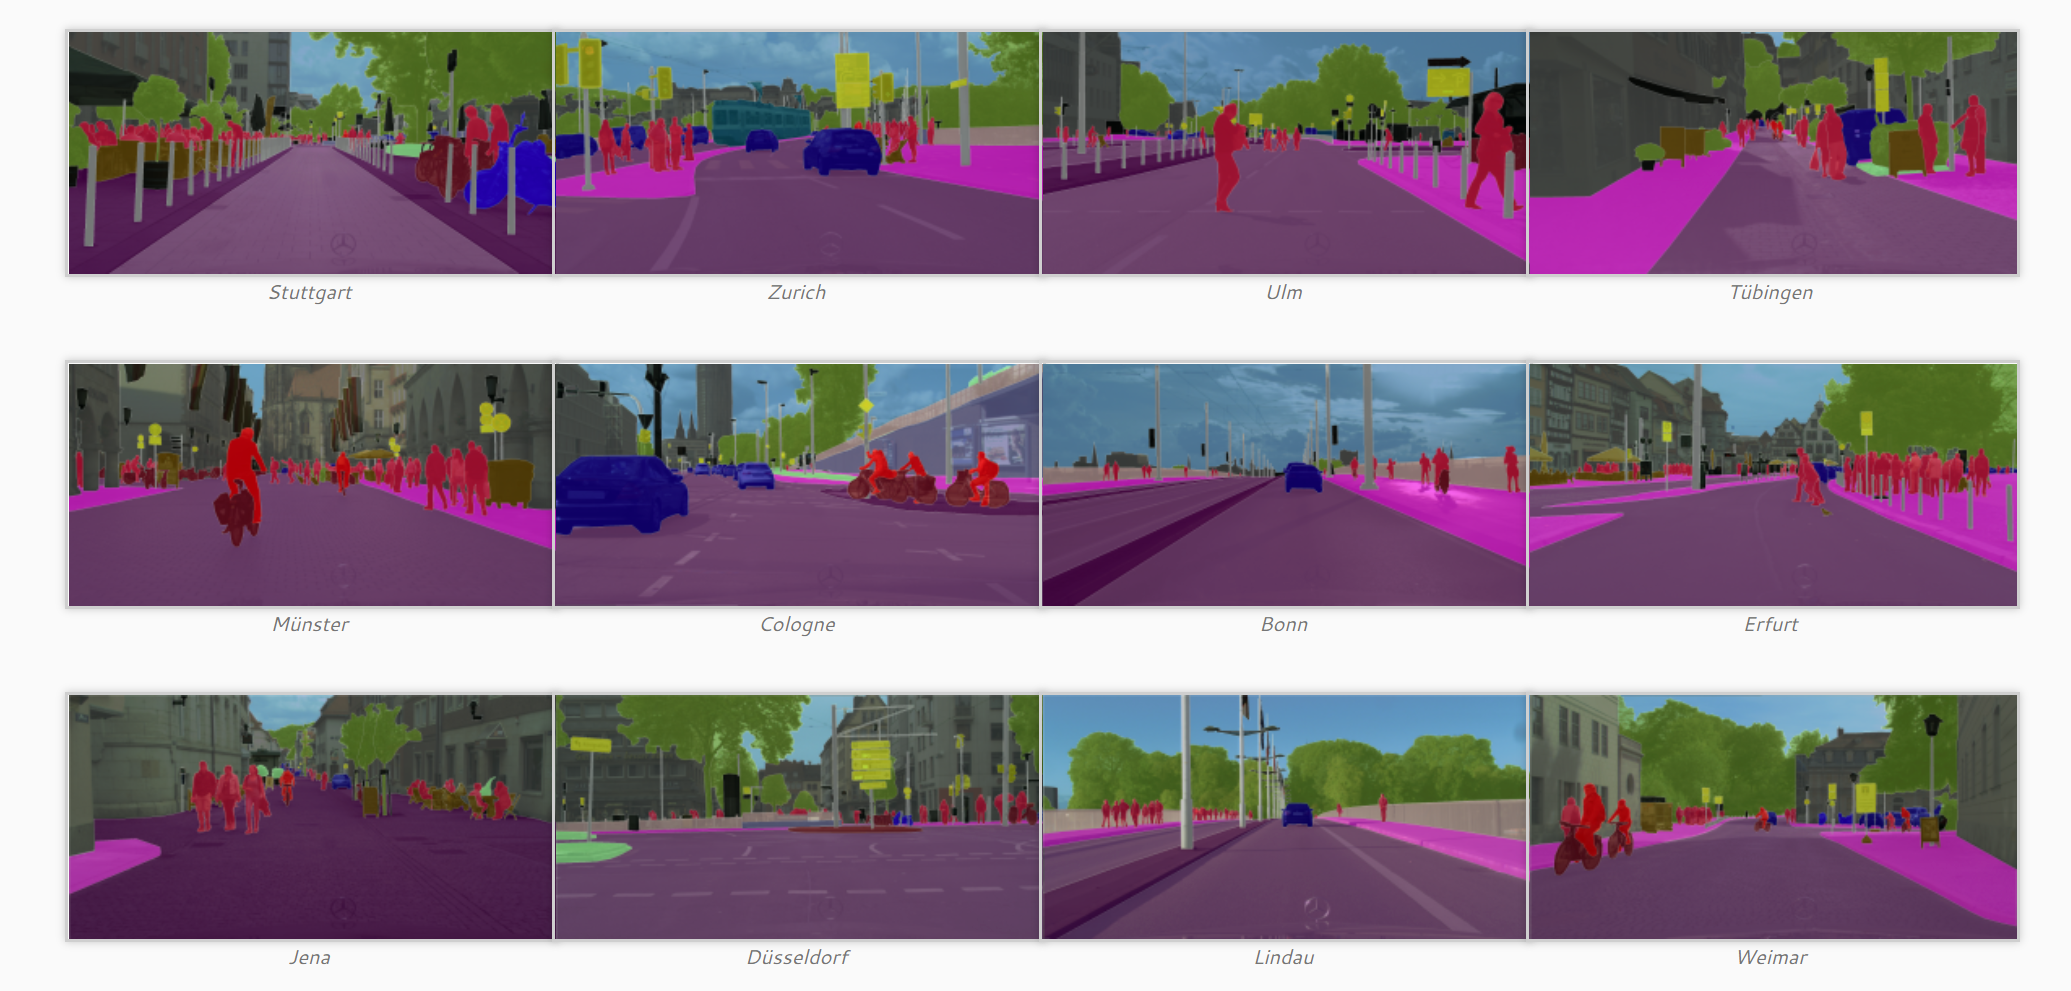 Stuttgart
Zurich
Ulm
Tübingen
Münster
Cologne
Bonn
Erfurt
Jena
Düsseldorf
Lindau
Weimar